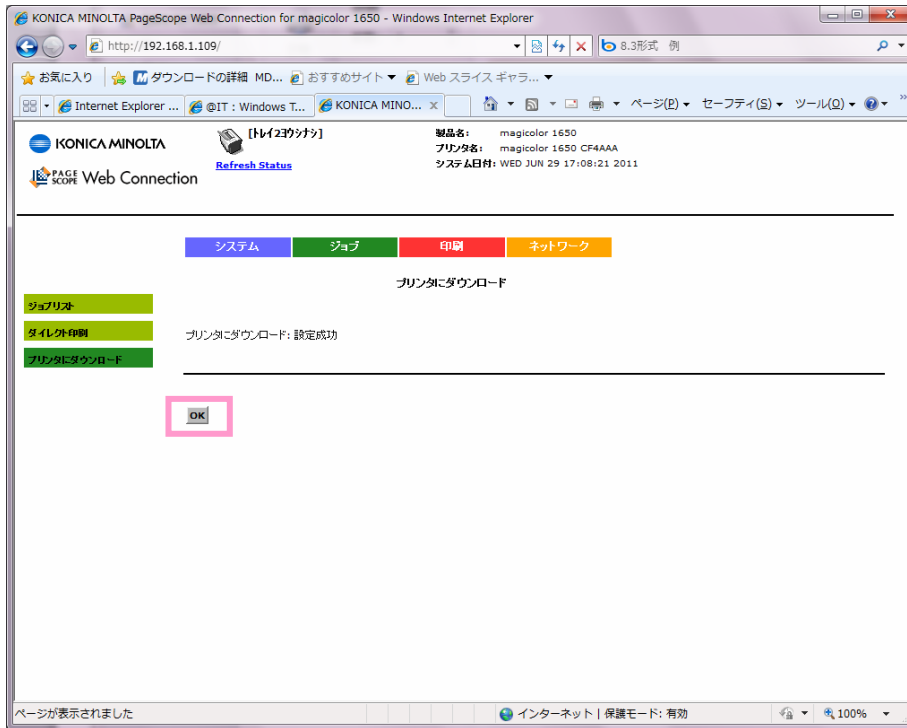 KONICA MINOLTA PageScope Web Connection for magicolor 1650 - Windows Internet Explorer
http://192.168.1.109/
8.3形式 例
お気に入り
ダウンロードの詳細 MD...
おすすめサイト ▼
Web スライス ギャラ... ▼
Internet Explorer ...
@IT : Windows T...
KONICA MINO... x
ページ(P) ▼
セーフティ(S) ▼
ツール(O) ▼
»
KONICA MINOLTA
PAGE SCOPE Web Connection
[トレイ2ヨウシナシ]
Refresh Status
製品名: magicolor 1650
プリンタ名: magicolor 1650 CF4AAA
システム日付: WED JUN 29 17:08:21 2011
システム
ジョブ
印刷
ネットワーク
プリンタにダウンロード
ジョブリスト
ダイレクト印刷
プリンタにダウンロード
プリンタにダウンロード: 設定成功
OK
ページが表示されました
インターネット | 保護モード: 有効
100%